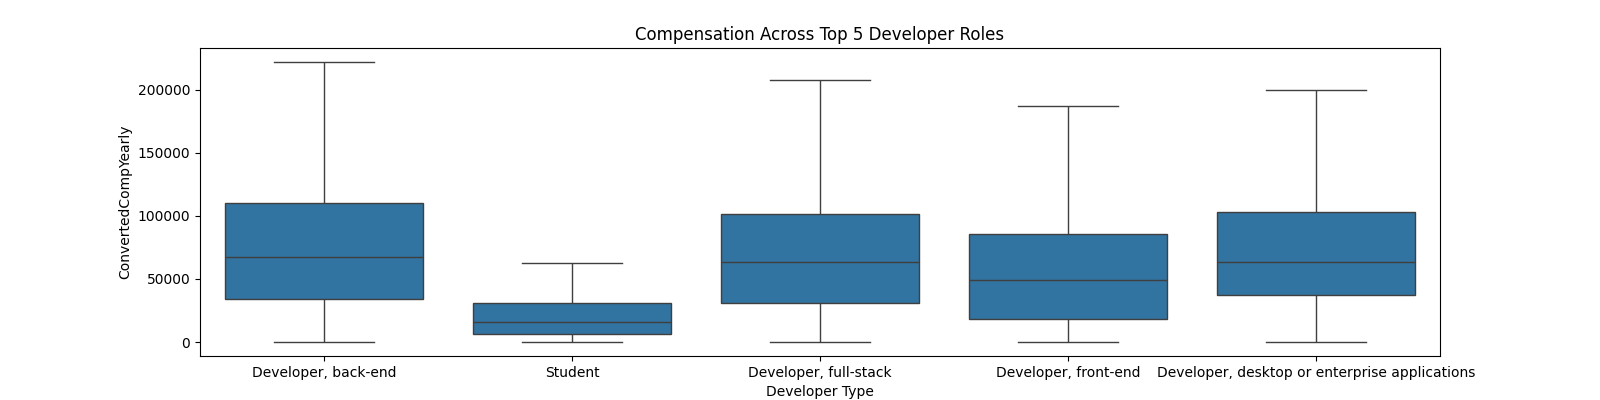 Compensation Across Top 5 Developer Roles
ConvertedCompYearly
200000
150000
100000
50000
0
Developer, back-end
Student
Developer, full-stack
Developer, front-end
Developer, desktop or enterprise applications
Developer Type